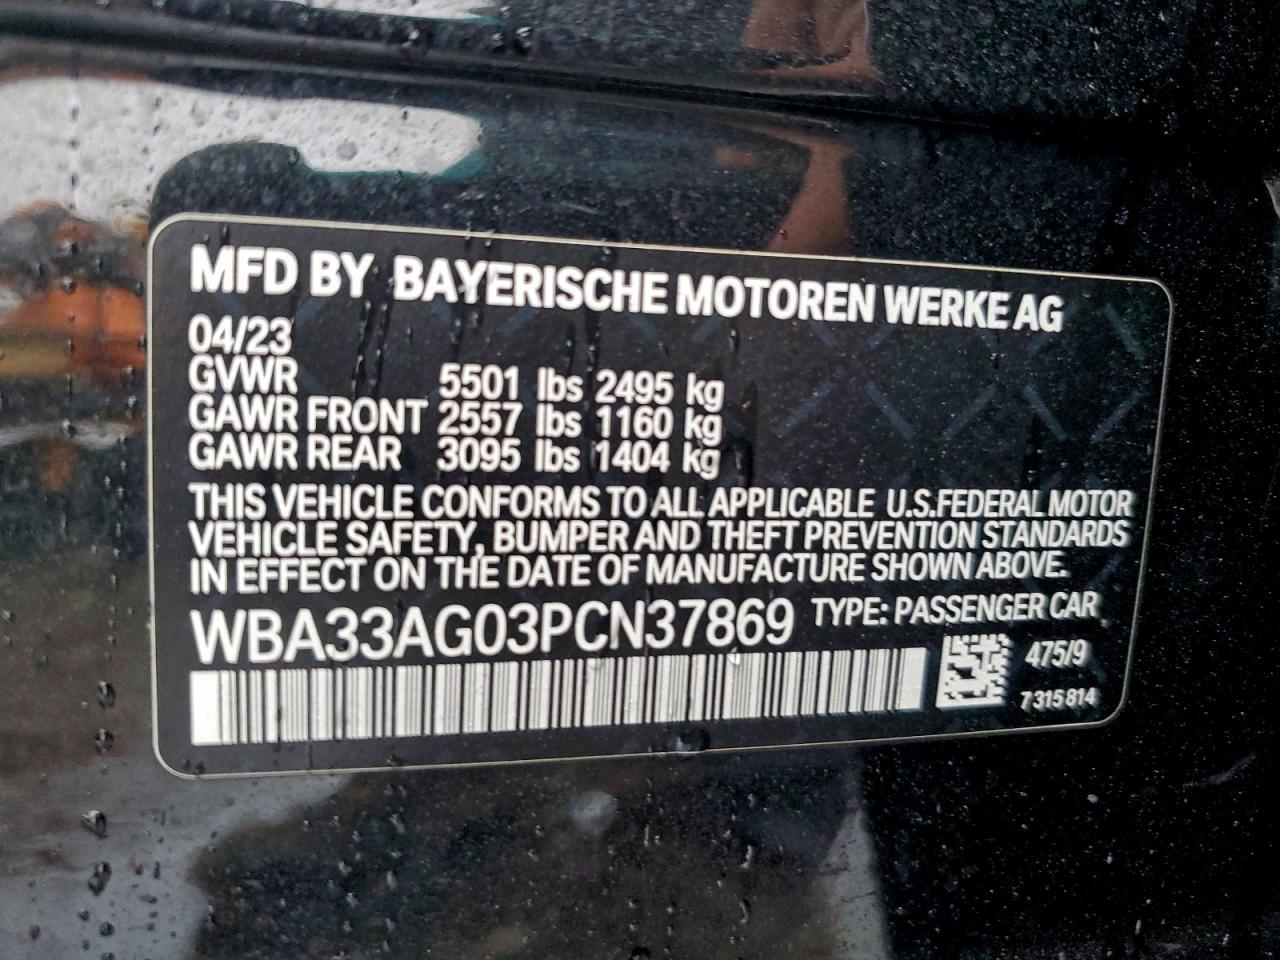 MFD BY BAYERISCHE MOTOREN WERKE AG
04/23
GVWR 5501 lbs 2495 kg
GAWR FRONT 2557 lbs 1160 kg
GAWR REAR 3095 lbs 1404 kg
THIS VEHICLE CONFORMS TO ALL APPLICABLE U.S.FEDERAL MOTOR
VEHICLE SAFETY, BUMPER AND THEFT PREVENTION STANDARDS
IN EFFECT ON THE DATE OF MANUFACTURE SHOWN ABOVE.
WBA33AG03PCN37869 TYPE: PASSENGER CAR
475/9
7 315 814